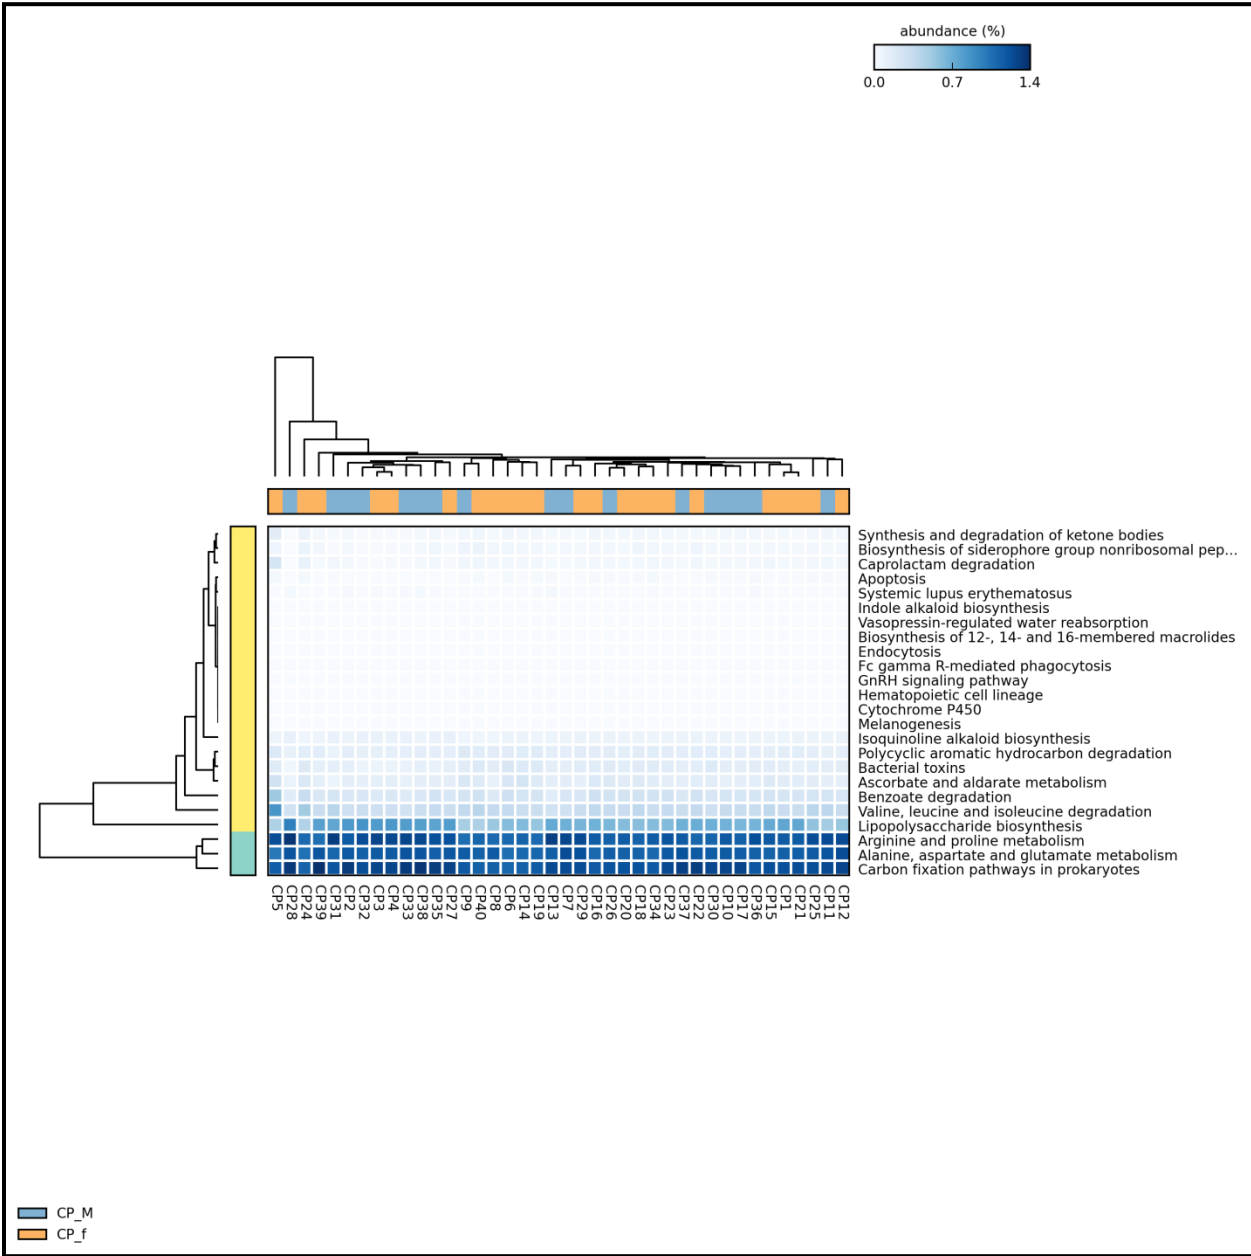 abundance (%)
0.0 0.7 1.4
Synthesis and degradation of ketone bodies
Biosynthesis of siderophore group nonribosomal pep...
Caprolactam degradation
Apoptosis
Systemic lupus erythematosus
Indole alkaloid biosynthesis
Vasopressin-regulated water reabsorption
Biosynthesis of 12-, 14- and 16-membered macrolides
Endocytosis
Fc gamma R-mediated phagocytosis
GnRH signaling pathway
Hematopoietic cell lineage
Cytochrome P450
Melanogenesis
Isoquinoline alkaloid biosynthesis
Polycyclic aromatic hydrocarbon degradation
Bacterial toxins
Ascorbate and aldarate metabolism
Benzoate degradation
Valine, leucine and isoleucine degradation
Lipopolysaccharide biosynthesis
Arginine and proline metabolism
Alanine, aspartate and glutamate metabolism
Carbon fixation pathways in prokaryotes
CP5
CP28
CP24
CP39
CP31
CP2
CP32
CP3
CP4
CP33
CP38
CP35
CP27
CP9
CP40
CP8
CP6
CP14
CP19
CP13
CP7
CP29
CP16
CP26
CP20
CP18
CP34
CP23
CP37
CP22
CP30
CP10
CP17
CP36
CP15
CP1
CP21
CP25
CP11
CP12
CP_M
CP_f